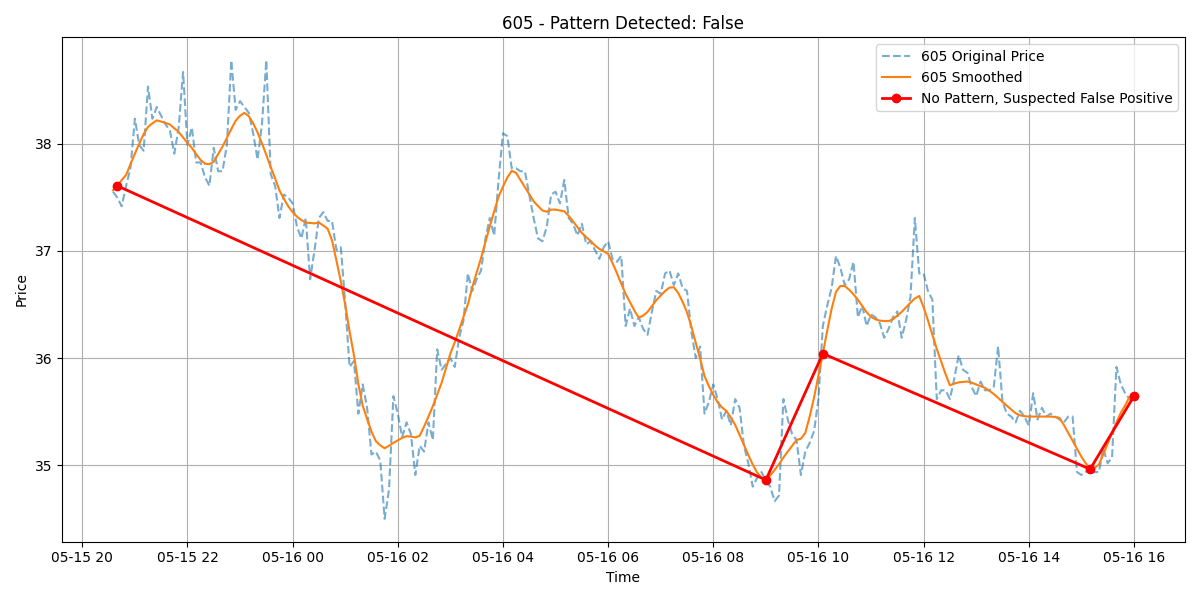 605 - Pattern Detected: False
605 Original Price
605 Smoothed
No Pattern, Suspected False Positive
Price
38
37
36
35
05-15 20 05-15 22 05-16 00 05-16 02 05-16 04 05-16 06 05-16 08 05-16 10 05-16 12 05-16 14 05-16 16
Time